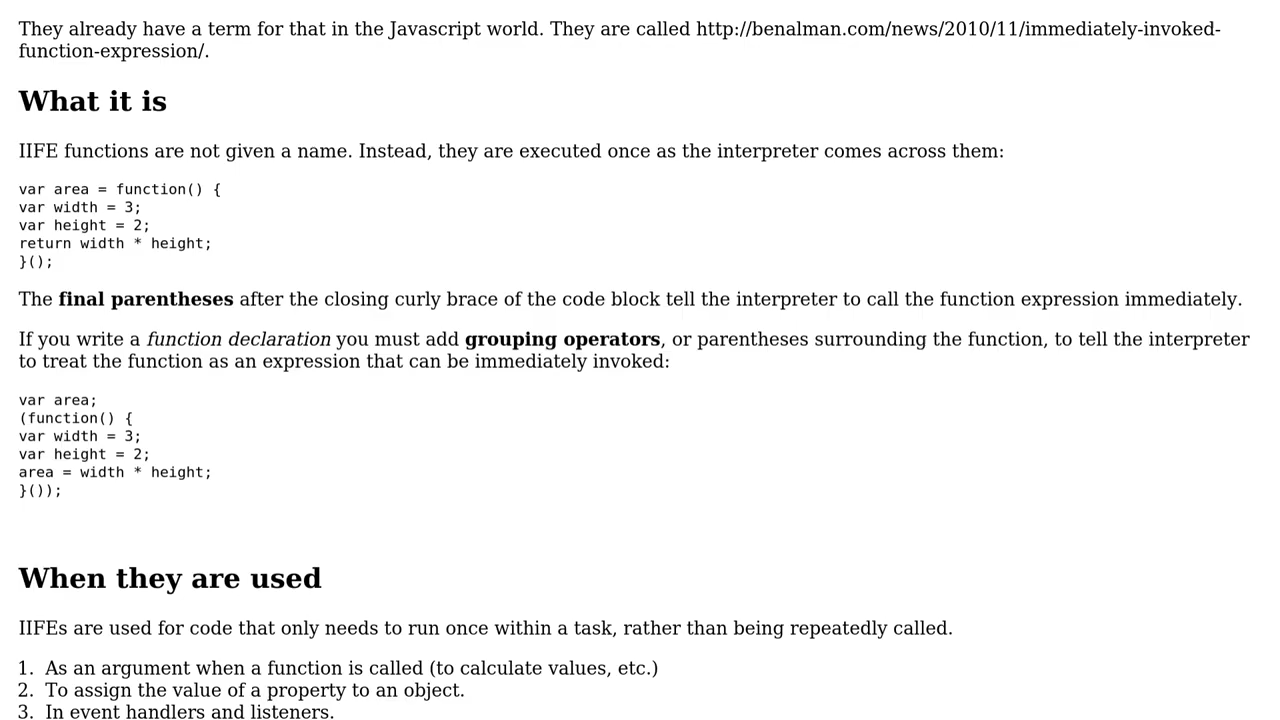 They already have a term for that in the Javascript world. They are called http://benalman.com/news/2010/11/immediately-invoked-
function-expression/.
What it is
IIFE functions are not given a name. Instead, they are executed once as the interpreter comes across them:
var area = function() {
var width = 3;
var height = 2;
return width * height;
}();
The final parentheses after the closing curly brace of the code block tell the interpreter to call the function expression immediately.
If you write a function declaration you must add grouping operators, or parentheses surrounding the function, to tell the interpreter
to treat the function as an expression that can be immediately invoked:
var area;
(function() {
var width = 3;
var height = 2;
area = width * height;
}());
When they are used
IIFEs are used for code that only needs to run once within a task, rather than being repeatedly called.
1. As an argument when a function is called (to calculate values, etc.)
2. To assign the value of a property to an object.
3. In event handlers and listeners.